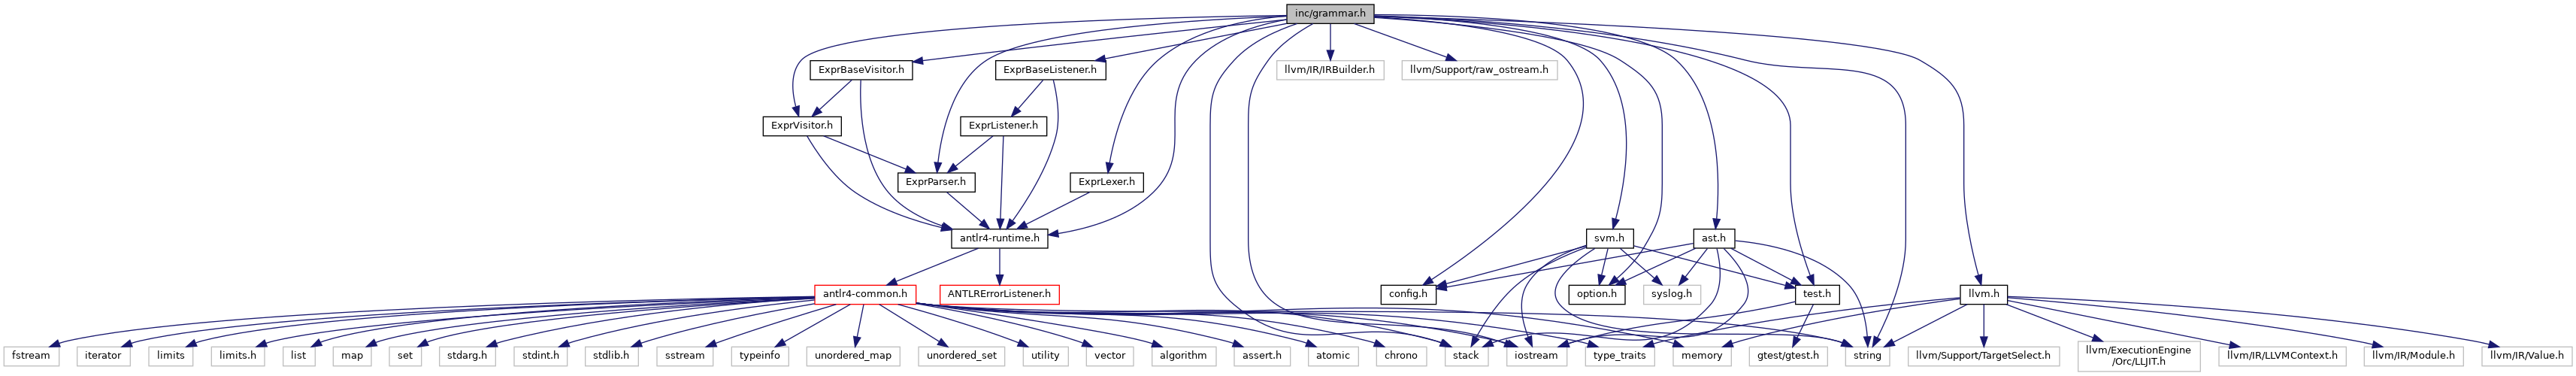 inc/grammar.h
ExprBaseVisitor.h
ExprBaseListener.h
llvm/IR/IRBuilder.h
llvm/Support/raw_ostream.h
ExprVisitor.h
ExprListener.h
ExprParser.h
ExprLexer.h
antlr4-runtime.h
svm.h
ast.h
antlr4-common.h
ANTLRErrorListener.h
config.h
option.h
syslog.h
test.h
llvm.h
fstream
iterator
limits
limits.h
list
map
set
stdarg.h
stdint.h
stdlib.h
sstream
typeinfo
unordered_map
unordered_set
utility
vector
algorithm
assert.h
atomic
chrono
stack
iostream
type_traits
memory
gtest/gtest.h
string
llvm/Support/TargetSelect.h
llvm/ExecutionEngine
/Orc/LLJIT.h
llvm/IR/LLVMContext.h
llvm/IR/Module.h
llvm/IR/Value.h